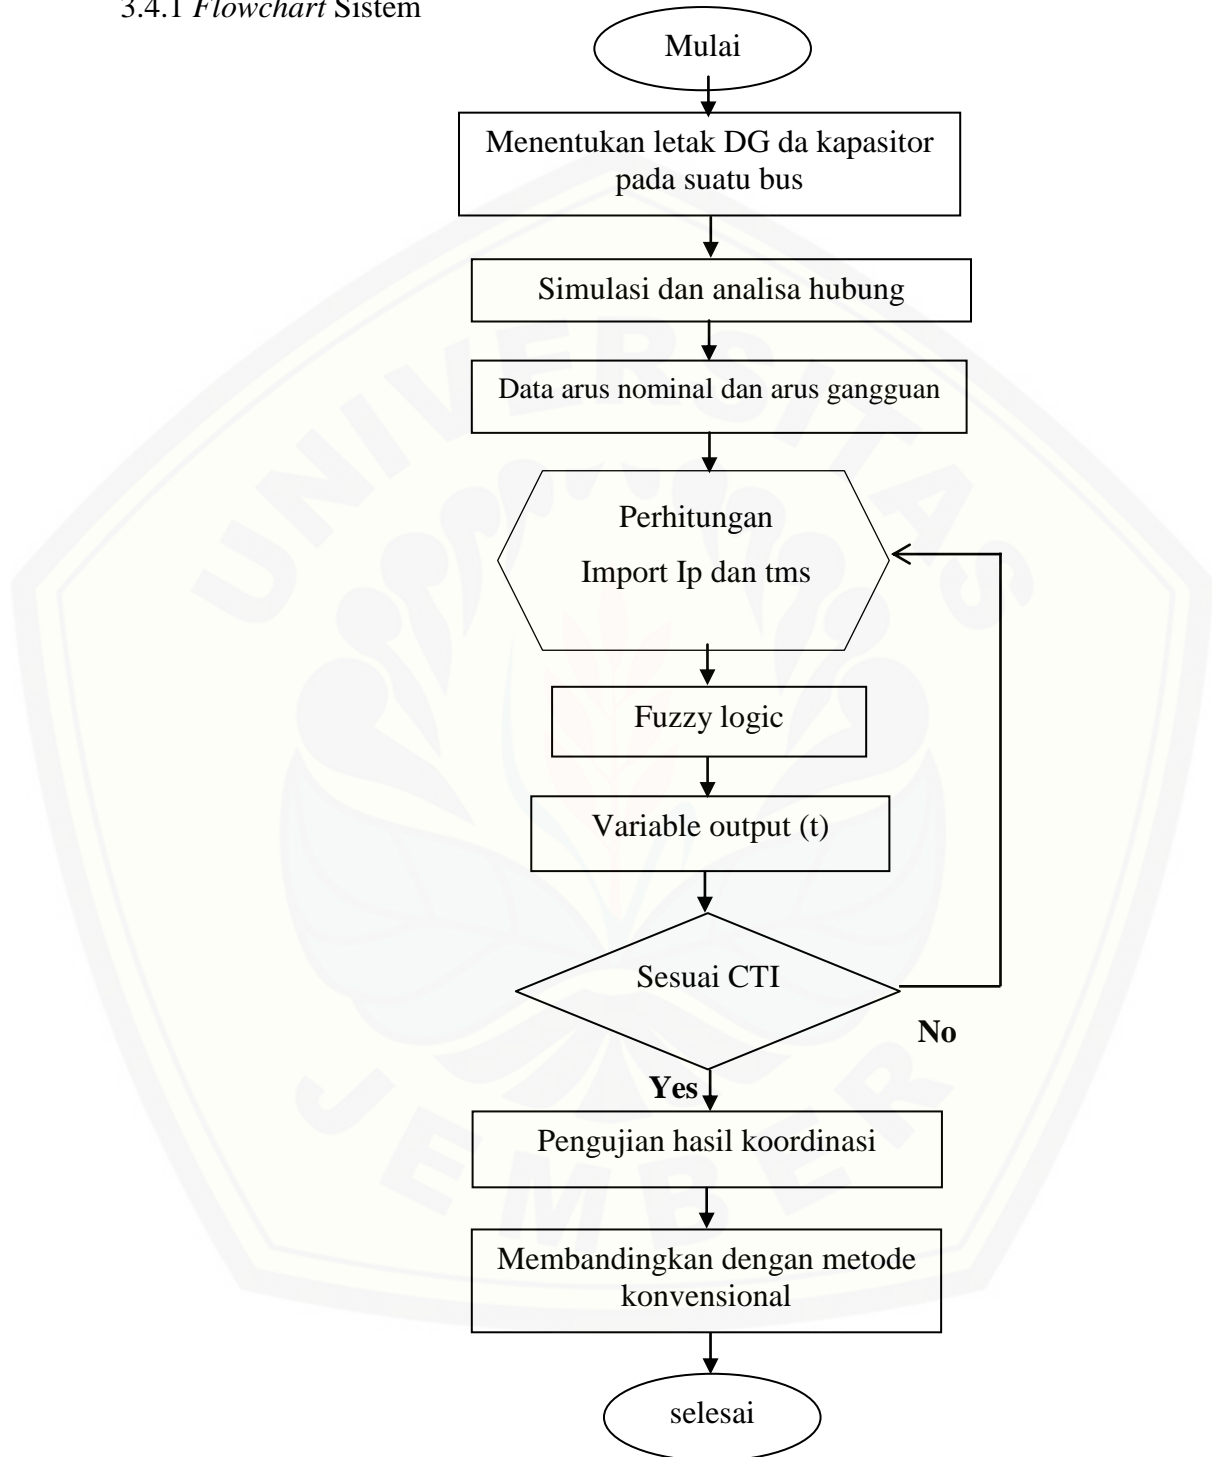 3.4.1 Flowchart Sistem
Mulai
Menentukan letak DG da kapasitor
pada suatu bus
Simulasi dan analisa hubung
Data arus nominal dan arus gangguan
Perhitungan
Import Ip dan tms
Fuzzy logic
Variable output (t)
Sesuai CTI
No
Yes
Pengujian hasil koordinasi
Membandingkan dengan metode
konvensional
selesai
UNIVERSITAS
JEMBER